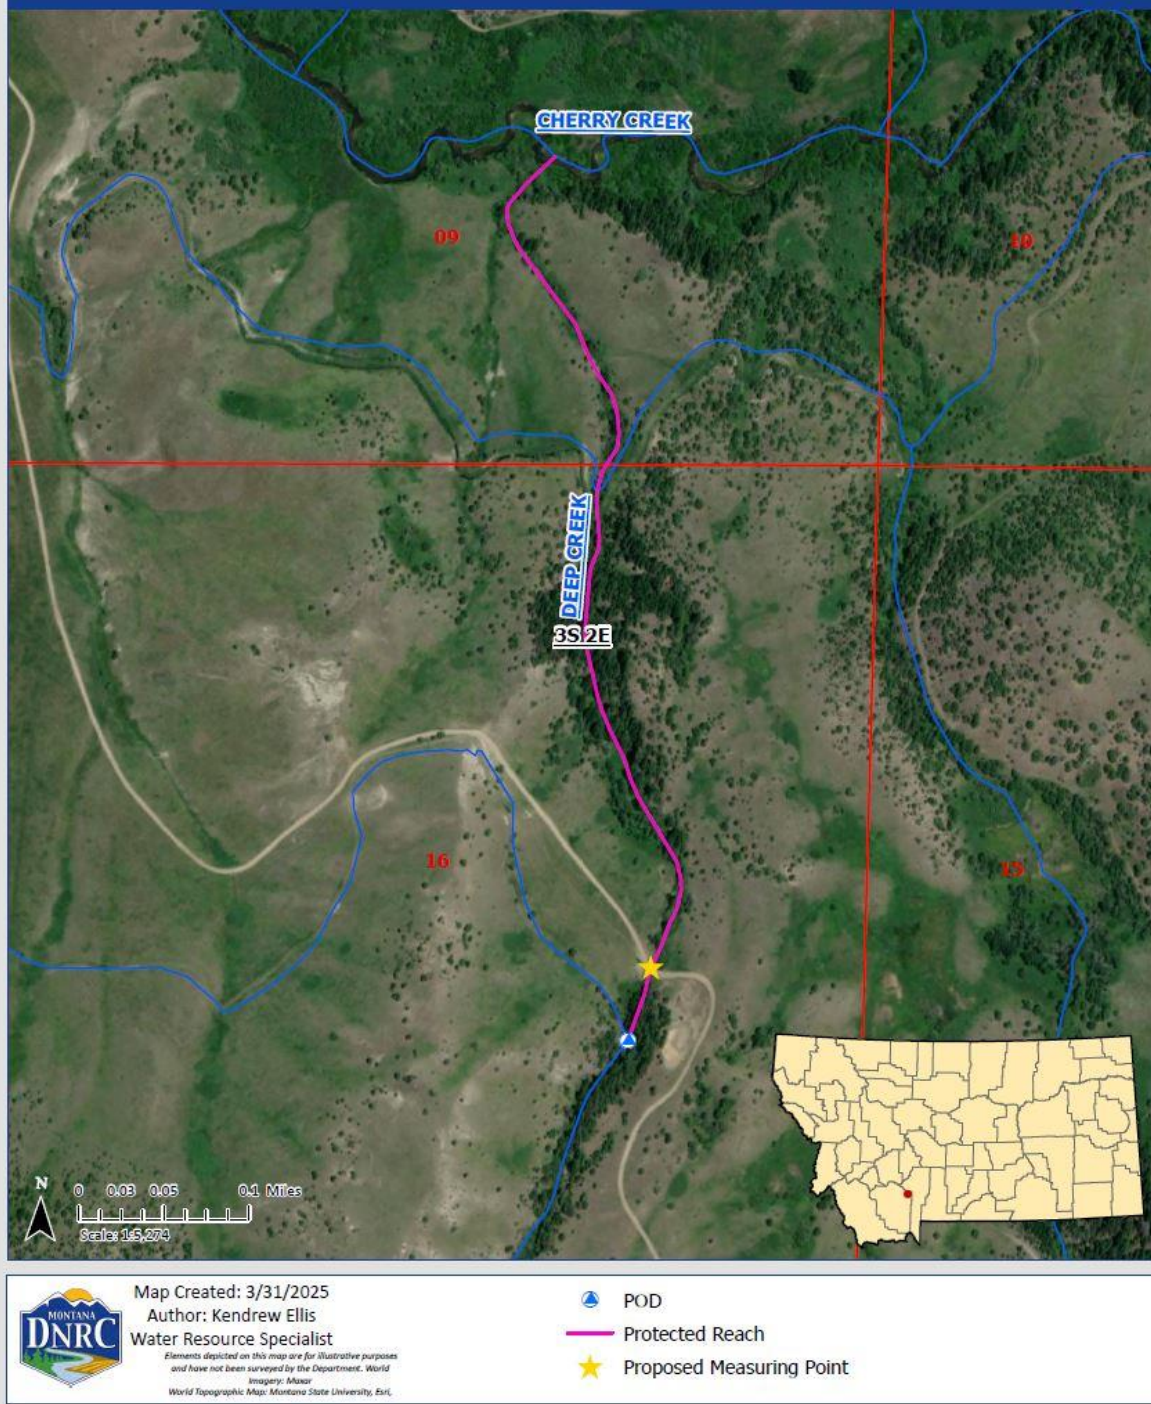 CHERRY CREEK
09
10
DEEP CREEK
3S 2E
16
15
N
0 0.03 0.05 0.1 Miles
Scale: 1:5,274
MONTANA
DNRC
Map Created: 3/31/2025
Author: Kendrew Ellis
Water Resource Specialist
Elements depicted on this map are for illustrative purposes
and have not been surveyed by the Department. World
Imagery: Maxar
World Topographic Map: Montana State University, Esri,
POD
Protected Reach
Proposed Measuring Point